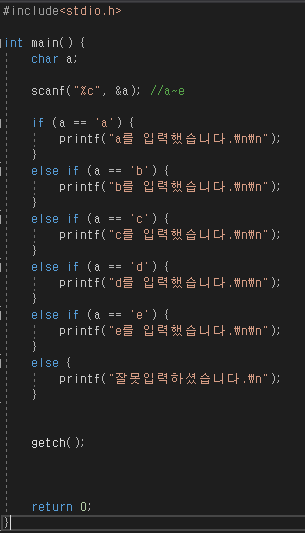 #include<stdio.h>
int main() {
char a;
scanf("%c", &a); //a~e
if (a == 'a') {
printf("a를 입력했습니다.₩n₩n");
}
else if (a == 'b') {
printf("b를 입력했습니다.₩n₩n");
}
else if (a == 'c') {
printf("c를 입력했습니다.₩n₩n");
}
else if (a == 'd') {
printf("d를 입력했습니다.₩n₩n");
}
else if (a == 'e') {
printf("e를 입력했습니다.₩n₩n");
}
else {
printf("잘못입력하셨습니다.₩n");
}
getch();
return 0;
}